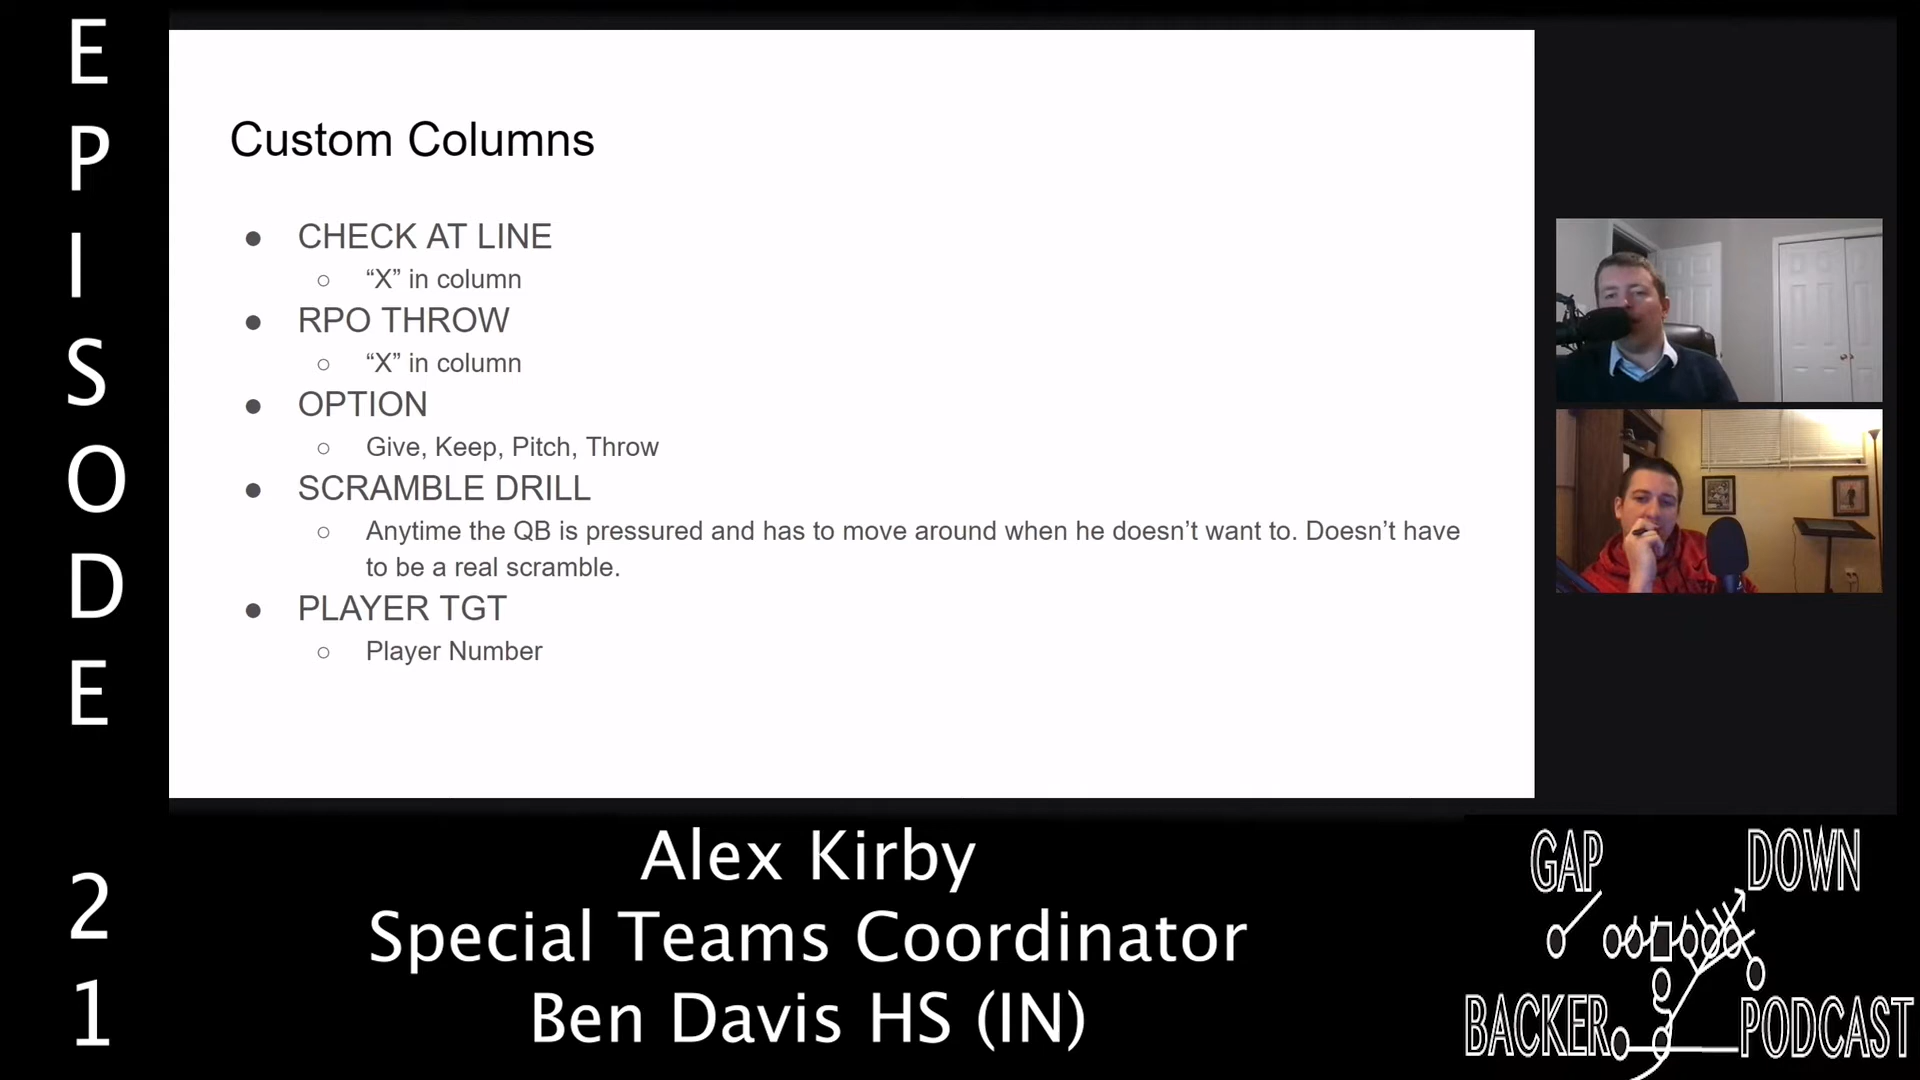 EPISODE 21
Custom Columns
● CHECK AT LINE
○ “X” in column
● RPO THROW
○ “X” in column
● OPTION
○ Give, Keep, Pitch, Throw
● SCRAMBLE DRILL
○ Anytime the QB is pressured and has to move around when he doesn’t want to. Doesn’t have
to be a real scramble.
● PLAYER TGT
○ Player Number
Alex Kirby
Special Teams Coordinator
Ben Davis HS (IN)
GAP DOWN
BACKER PODCAST